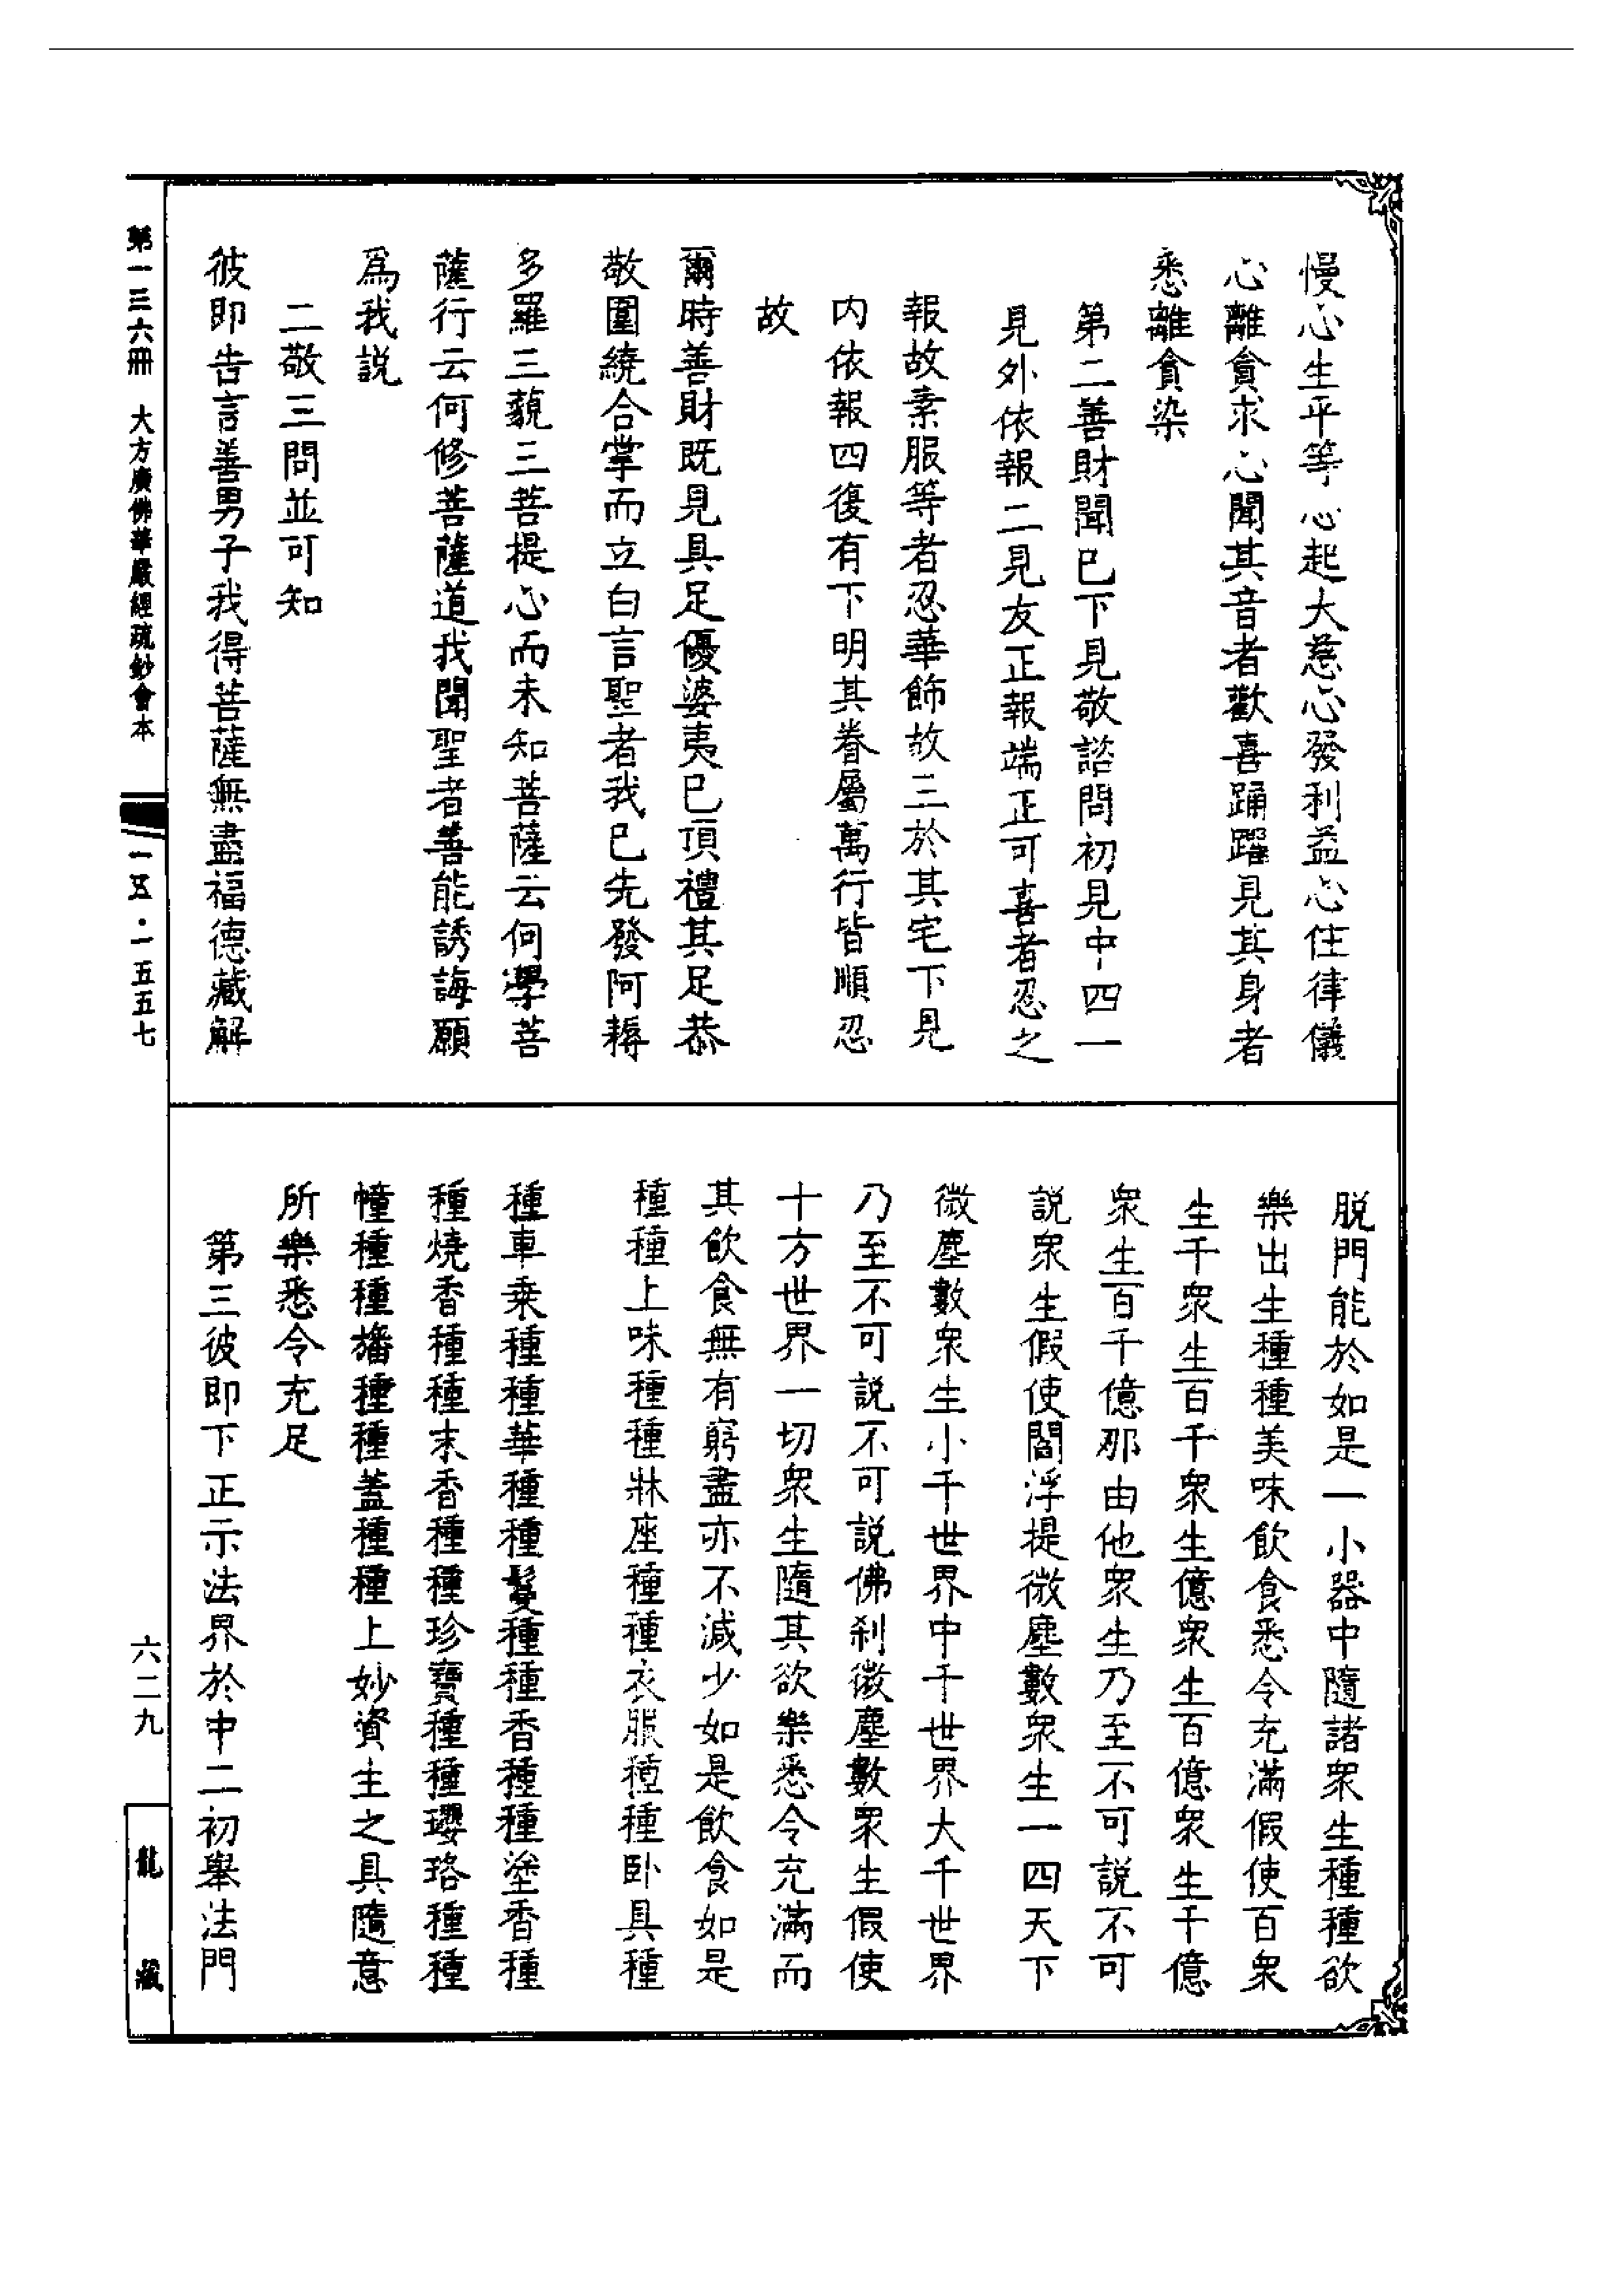 慢心生平等心起大慈心發利益心住律儀
心離貪求心聞其音者歡喜踊躍見其身者
悉離貪染
第二善財聞已下見敬諮問初見中四一
見外依報二見友正報端正可喜者忍之
報故素服等者忍華飾故三於其宅下見
内依報四復有下明其眷屬萬行皆順忍
故
爾時善財既見具足優婆夷已頂禮其足恭
敬圍繞合掌而立白言聖者我已先發阿耨
多羅三藐三菩提心而未知菩薩云何學菩
薩行云何修菩薩道我聞聖者善能誘誨願
爲我説
二敬三問並可知
彼即告言善男子我得菩薩無盡福德藏解
脱門能於如是一小器中隨諸衆生種種欲
樂出生種種美味飲食悉令充滿假使百衆
生千衆生百千衆生億衆生百億衆生千億
衆生百千億那由他衆生乃至不可説不可
説衆生假使閻浮提微塵數衆生一四天下
微塵數衆生小千世界中千世界大千世界
乃至不可説不可説佛刹微塵數衆生假使
十方世界一切衆生隨其欲樂悉令充滿而
其飲食無有窮盡亦不減少如是飲食如是
種種上味種種牀座種種衣服種種卧具種
種車乗種種華種種鬘種種香種種塗香種
種燒香種種末香種種珍寶種種瓔珞種種
幢種種旛種種蓋種種上妙資生之具隨意
所樂悉令充足
第三彼即下正示法界於中二初舉法門
第一三六冊　大方廣佛華嚴經疏鈔會本
一五·一五五七
六二九
龍藏